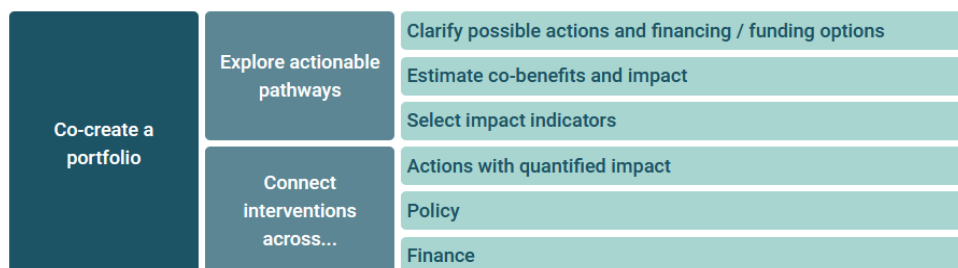 Co-create a
portfolio
Explore actionable
pathways
Clarify possible actions and financing / funding options
Estimate co-benefits and impact
Select impact indicators
Connect
interventions
across...
Actions with quantified impact
Policy
Finance